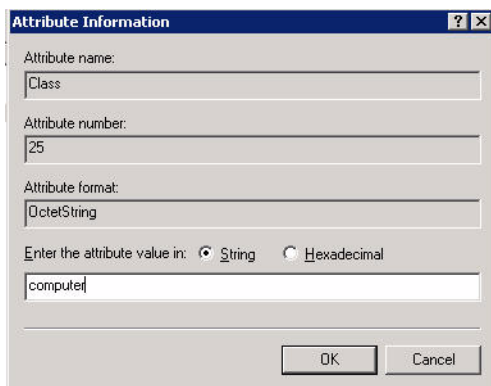 Attribute Information
Attribute name:
Class
Attribute number:
25
Attribute format:
OctetString
Enter the attribute value in: String Hexadecimal
computer
OK Cancel